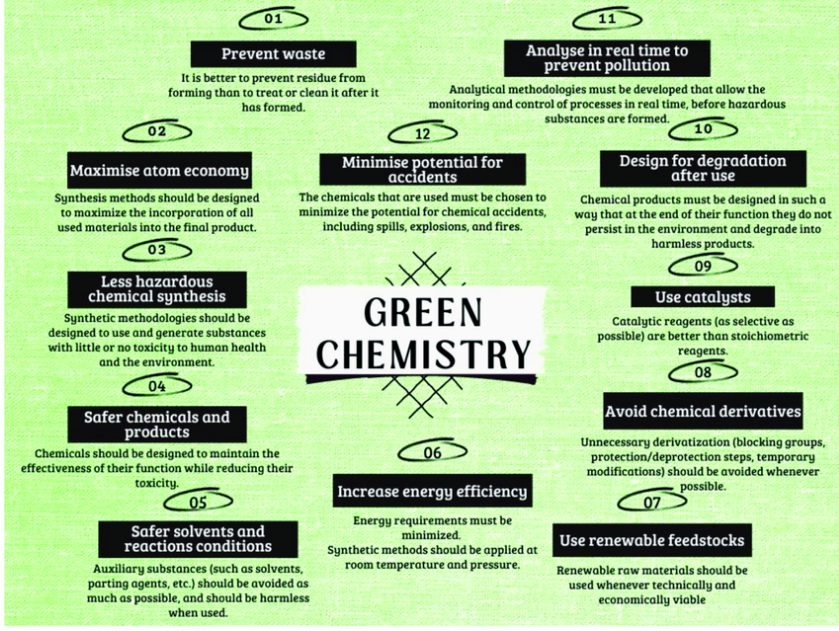 GREEN
CHEMISTRY
01
Prevent waste
It is better to prevent residue from
forming than to treat or clean it after it
has formed.
02
Maximise atom economy
Synthesis methods should be designed
to maximize the incorporation of all
used materials into the final product.
03
Less hazardous
chemical synthesis
Synthetic methodologies should be
designed to use and generate substances
with little or no toxicity to human health
and the environment.
04
Safer chemicals and
products
Chemicals should be designed to maintain the
effectiveness of their function while reducing their
toxicity.
05
Safer solvents and
reactions conditions
Auxiliary substances (such as solvents,
parting agents, etc.) should be avoided as
much as possible, and should be harmless
when used.
06
Increase energy efficiency
Energy requirements must be
minimized.
Synthetic methods should be applied at
room temperature and pressure.
07
Use renewable feedstocks
Renewable raw materials should be
used whenever technically and
economically viable
08
Avoid chemical derivatives
Unnecessary derivatization (blocking groups,
protection/deprotection steps, temporary
modifications) should be avoided whenever
possible.
09
Use catalysts
Catalytic reagents (as selective as
possible) are better than stoichiometric
reagents.
10
Design for degradation
after use
Chemical products must be designed in such a
way that at the end of their function they do not
persist in the environment and degrade into
harmless products.
11
Analyse in real time to
prevent pollution
Analytical methodologies must be developed that allow the
monitoring and control of processes in real time, before hazardous
substances are formed.
12
Minimise potential for
accidents
The chemicals that are used must be chosen to
minimize the potential for chemical accidents,
including spills, explosions, and fires.